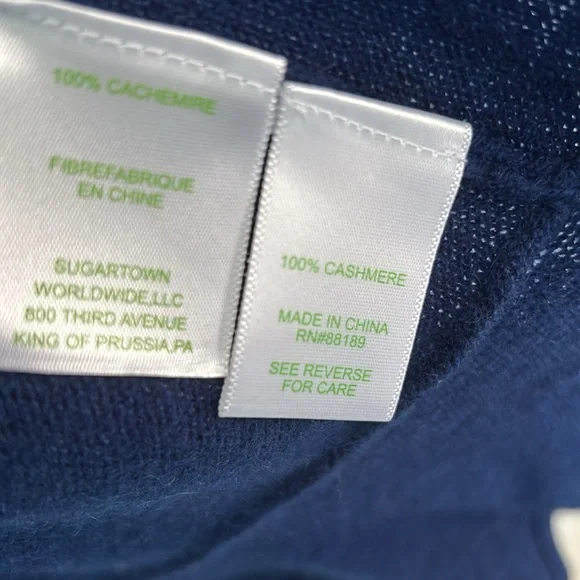 100% CACHEMIRE
FIBREFABRIQUE
EN CHINE
SUGARTOWN
WORLDWIDE,LLC
800 THIRD AVENUE
KING OF PRUSSIA,PA
100% CASHMERE
MADE IN CHINA
RN#88189
SEE REVERSE
FOR CARE